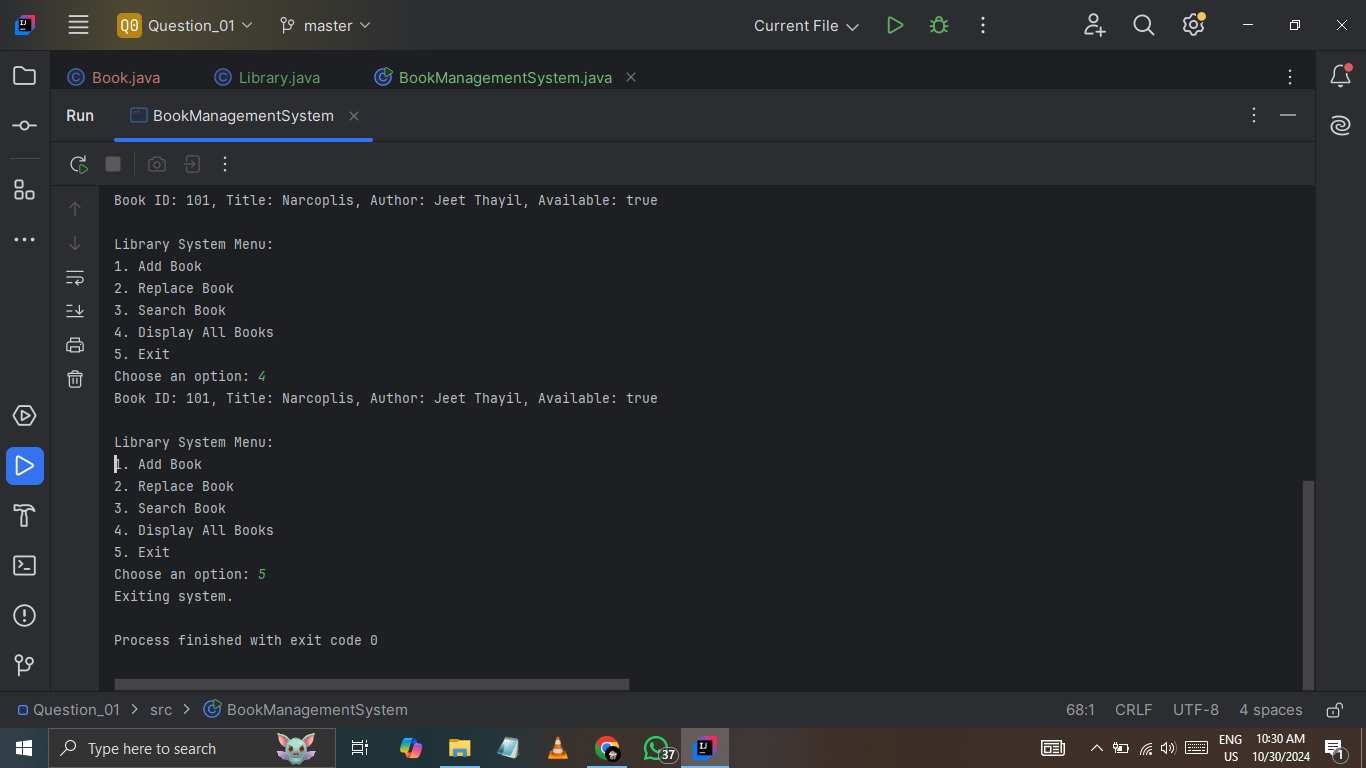 Q0 Question_01 master Current File
Book.java Library.java BookManagementSystem.java
Run BookManagementSystem
Book ID: 101, Title: Narcoplis, Author: Jeet Thayil, Available: true
Library System Menu:
1. Add Book
2. Replace Book
3. Search Book
4. Display All Books
5. Exit
Choose an option: 4
Book ID: 101, Title: Narcoplis, Author: Jeet Thayil, Available: true
Library System Menu:
1. Add Book
2. Replace Book
3. Search Book
4. Display All Books
5. Exit
Choose an option: 5
Exiting system.
Process finished with exit code 0
Question_01 > src > BookManagementSystem 68:1 CRLF UTF-8 4 spaces
Type here to search 37 ENG 10:30 AM
US 10/30/2024 1